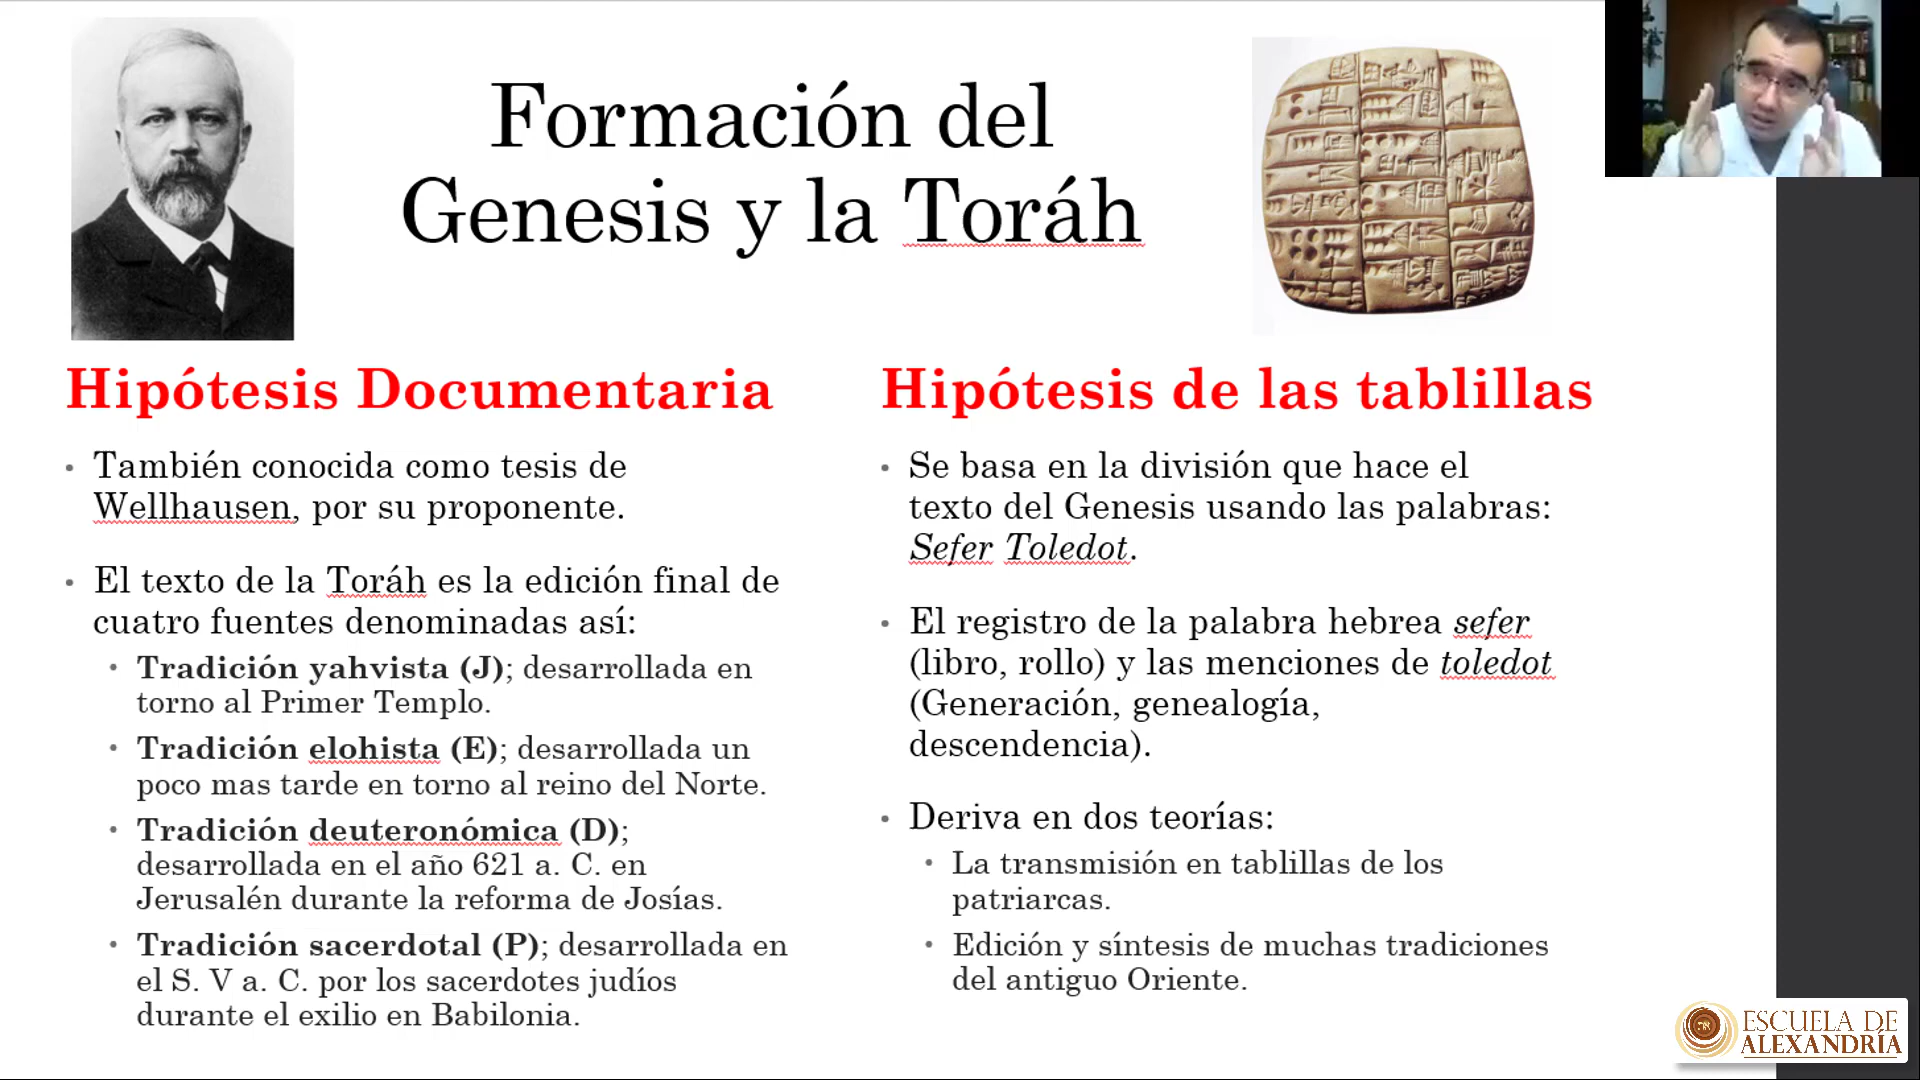 Formación del
Genesis y la Toráh
Hipótesis Documentaria
• También conocida como tesis de
Wellhausen, por su proponente.
• El texto de la Toráh es la edición final de
cuatro fuentes denominadas así:
• Tradición yahvista (J); desarrollada en
torno al Primer Templo.
• Tradición elohista (E); desarrollada un
poco mas tarde en torno al reino del Norte.
• Tradición deuteronómica (D);
desarrollada en el año 621 a. C. en
Jerusalén durante la reforma de Josías.
• Tradición sacerdotal (P); desarrollada en
el S. V a. C. por los sacerdotes judíos
durante el exilio en Babilonia.
Hipótesis de las tablillas
• Se basa en la división que hace el
texto del Genesis usando las palabras:
Sefer Toledot.
• El registro de la palabra hebrea sefer
(libro, rollo) y las menciones de toledot
(Generación, genealogía,
descendencia).
• Deriva en dos teorías:
• La transmisión en tablillas de los
patriarcas.
• Edición y síntesis de muchas tradiciones
del antiguo Oriente.
ESCUELA DE
ALEXANDRÍA